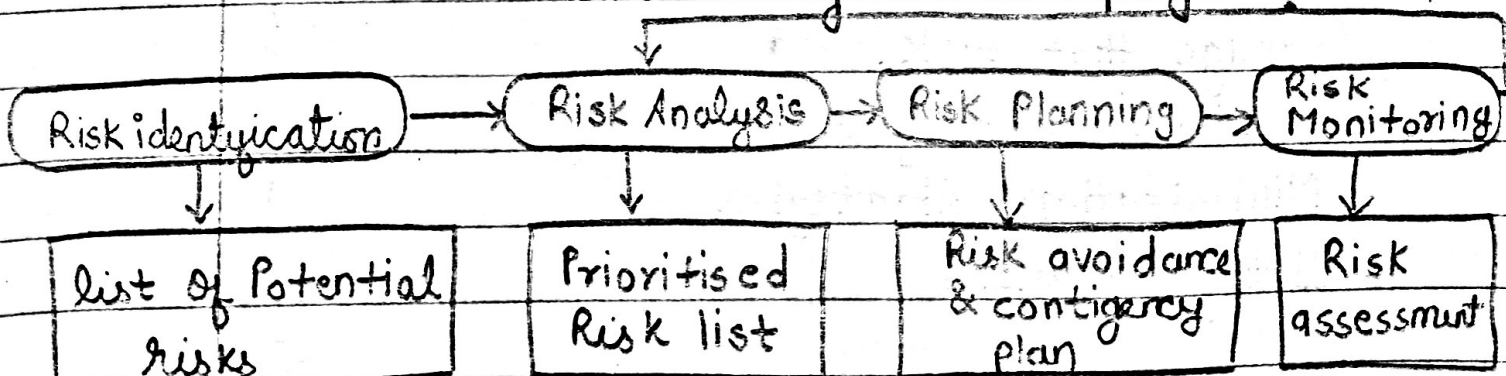 Risk identyication
Risk Analysis
Risk Planning
Risk
Monitoring
list of Potential
risks
Prioritised
Risk list
Risk avoidance
& contigency
plan
Risk
assessment